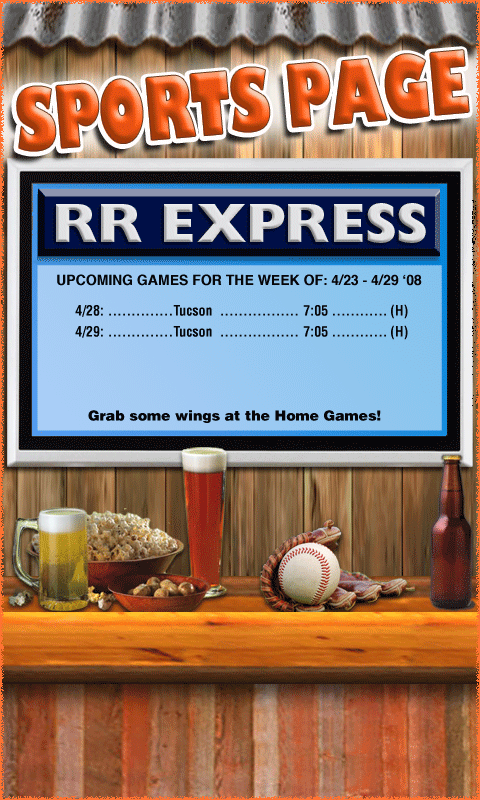 SPORTS PAGE
RR EXPRESS
UPCOMING GAMES FOR THE WEEK OF: 4/23 - 4/29 ‘08
4/28: ..............Tucson ................. 7:05 ............ (H)
4/29: ..............Tucson ................. 7:05 ............ (H)
Grab some wings at the Home Games!